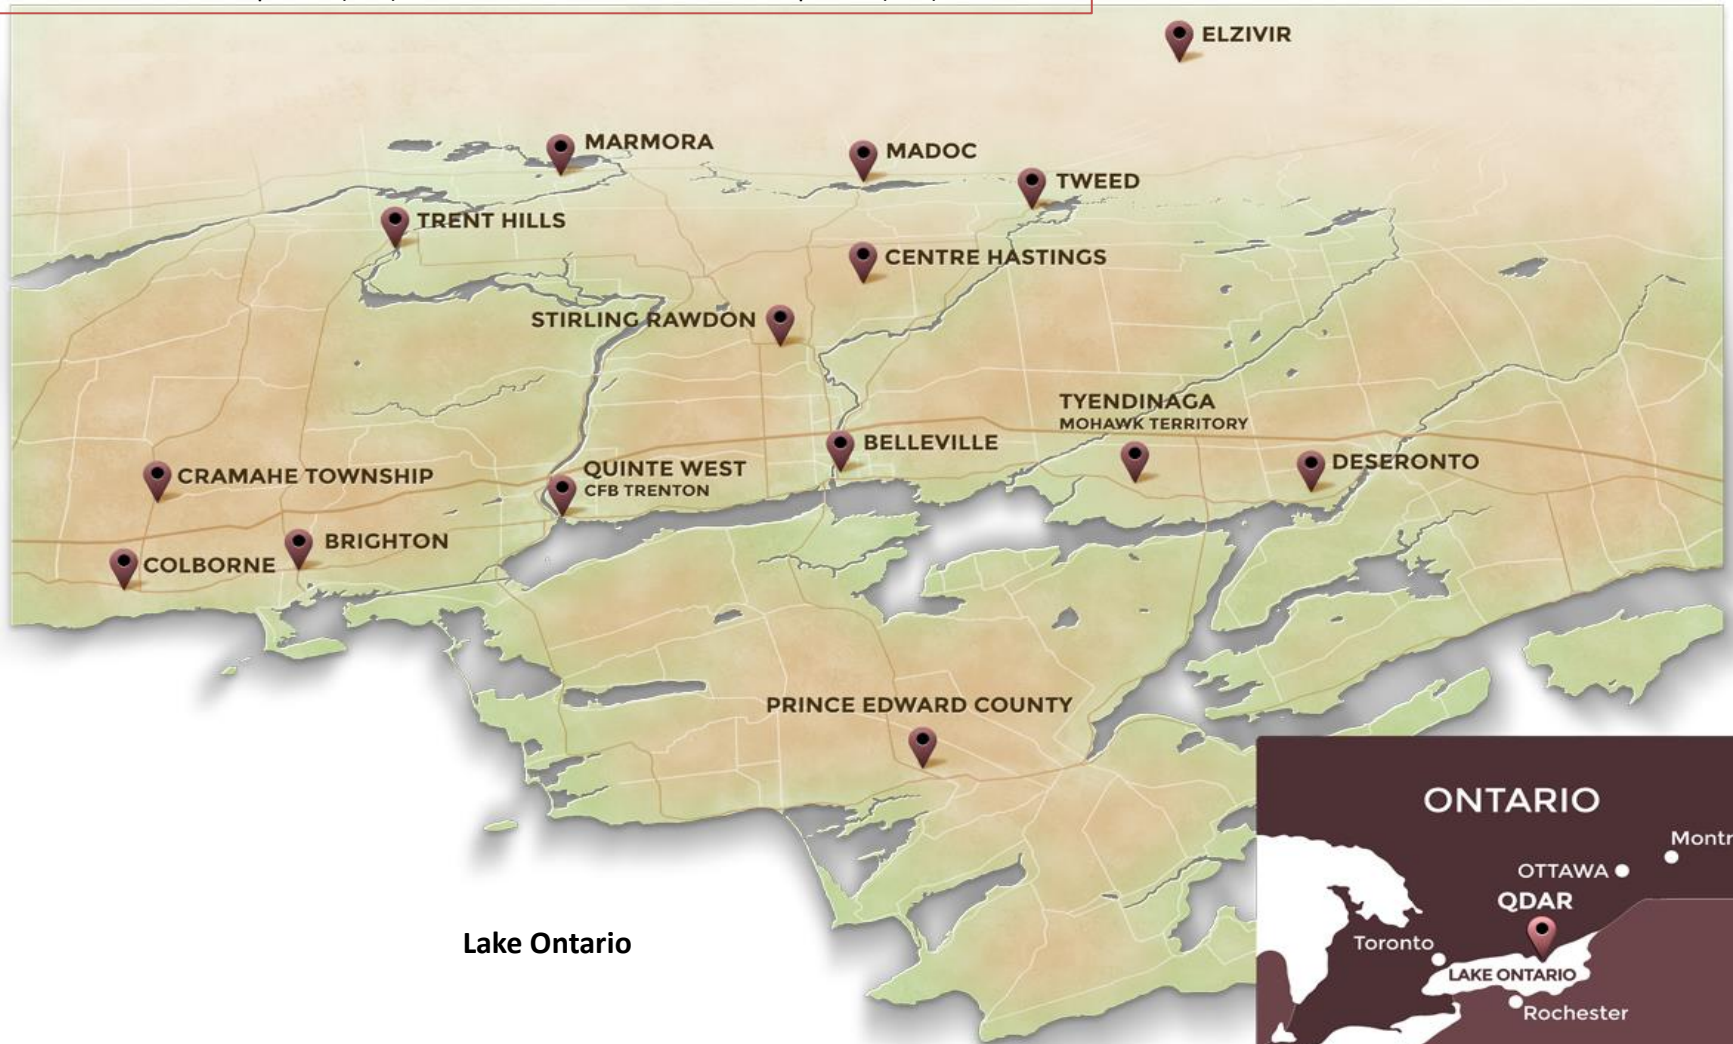 ELZIVIR
MARMORA
MADOC
TWEED
TRENT HILLS
CENTRE HASTINGS
STIRLING RAWDON
TYENDINAGA
MOHAWK TERRITORY
BELLEVILLE
DESERONTO
QUINTE WEST
CFB TRENTON
CRAMAHE TOWNSHIP
BRIGHTON
COLBORNE
PRINCE EDWARD COUNTY
Lake Ontario
ONTARIO
Montr
OTTAWA
QDAR
Toronto
LAKE ONTARIO
Rochester